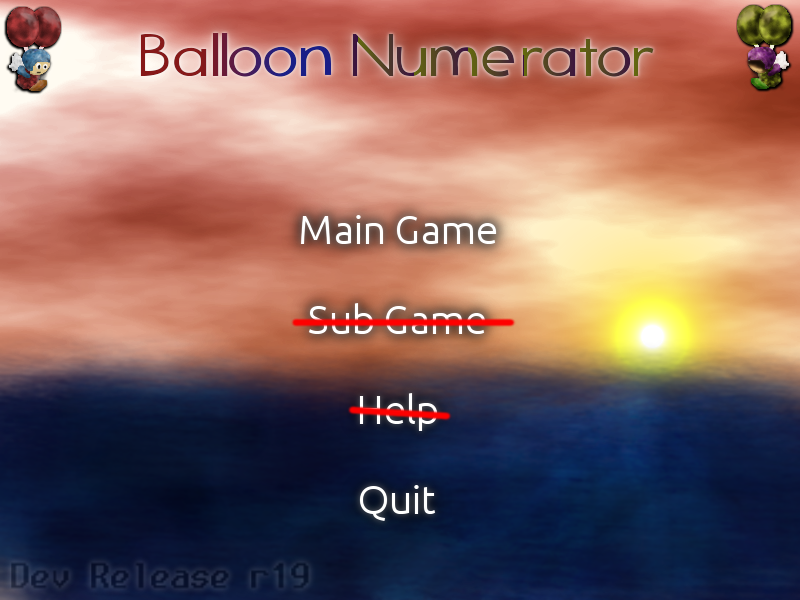 Balloon Numerator
Main Game
Sub Game
Help
Quit
Dev Release r19